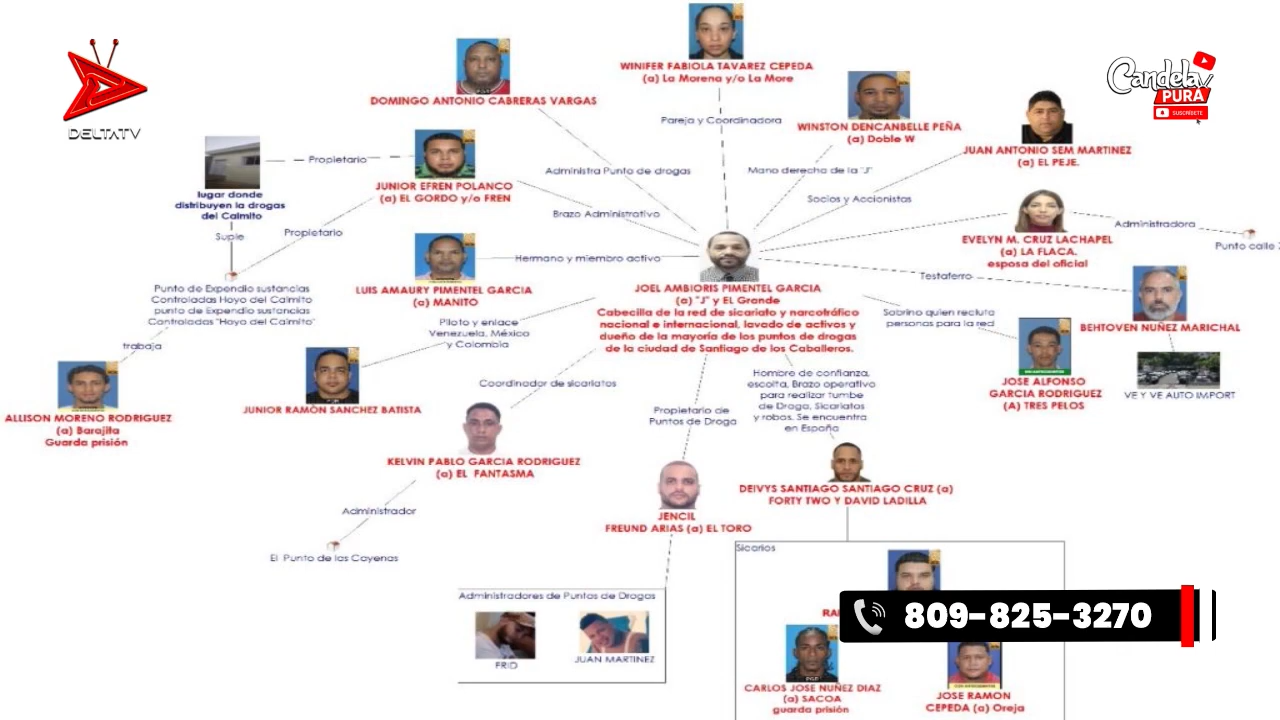 DELTATV
Candela
PURA
SUSCRÍBETE
WINIFER FABIOLA TAVAREZ CEPEDA
(a) La Morena y/o La More
Pareja y Coordinadora
DOMINGO ANTONIO CABRERAS VARGAS
Administra Punto de drogas
WINSTON DENCANBELLE PEÑA
(a) Doble W
Mano derecha de la "J"
JUAN ANTONIO SEM MARTINEZ
(a) EL PEJE.
Socios y Accionistas
lugar donde
distribuyen la drogas
del Caimito
Propietario
JUNIOR EFREN POLANCO
(a) EL GORDO y/o FREN
Brazo Administrativo
Suple
Propietario
EVELYN M. CRUZ LACHAPEL
(a) LA FLACA.
esposa del oficial
Administradora
Punto calle
LUIS AMAURY PIMENTEL GARCIA
(a) MANITO
Hermano y miembro activo
JOEL AMBIORIS PIMENTEL GARCIA
(a) "J" y EL Grande
Cabecilla de la red de sicariato y narcotráfico
nacional e internacional, lavado de activos y
dueño de la mayoría de los puntos de drogas
de la ciudad de Santiago de los Caballeros.
Testaferro
BEHTOVEN NUÑEZ MARICHAL
VE Y VE AUTO IMPORT
Punto de Expendio sustancias
Controladas Hoyo del Caimito
punto de Expendio sustancias
Controladas "Hoyo del Caimito"
trabaja
ALLISON MORENO RODRIGUEZ
(a) Barajita
Guarda prisión
Piloto y enlace
Venezuela, México
y Colombia
JUNIOR RAMÓN SANCHEZ BATISTA
Sobrino quien recluta
personas para la red
JOSE ALFONSO
GARCIA RODRIGUEZ
(A) TRES PELOS
Coordinador de sicariatos
KELVIN PABLO GARCIA RODRIGUEZ
(a) EL FANTASMA
Administrador
El Punto de las Cayenas
Propietario de
Puntos de Droga
JENCIL
FREUND ARIAS (a) EL TORO
Hombre de confianza,
escolta, Brazo operativo
para realizar tumbe
de Droga, Sicariatos
y robos. Se encuentra
en España
DEIVYS SANTIAGO SANTIAGO CRUZ (a)
FORTY TWO Y DAVID LADILLA
Administradores de Puntos de Drogas
FRID
JUAN MARTINEZ
Sicarios
809-825-3270
CARLOS JOSE NUÑEZ DIAZ
(a) SACOA
guarda prisión
JOSE RAMON
CEPEDA (a) Oreja